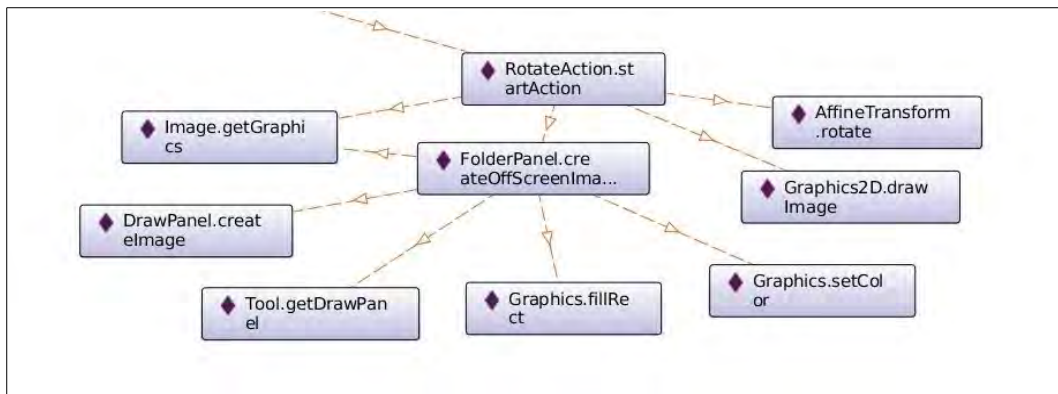 RotateAction.st
artAction
Image.getGraphi
cs
AffineTransform
.rotate
FolderPanel.cre
ateOffScreenIma...
Graphics2D.draw
Image
DrawPanel.creat
eImage
Tool.getDrawPan
el
Graphics.fillRe
ct
Graphics.setCol
or